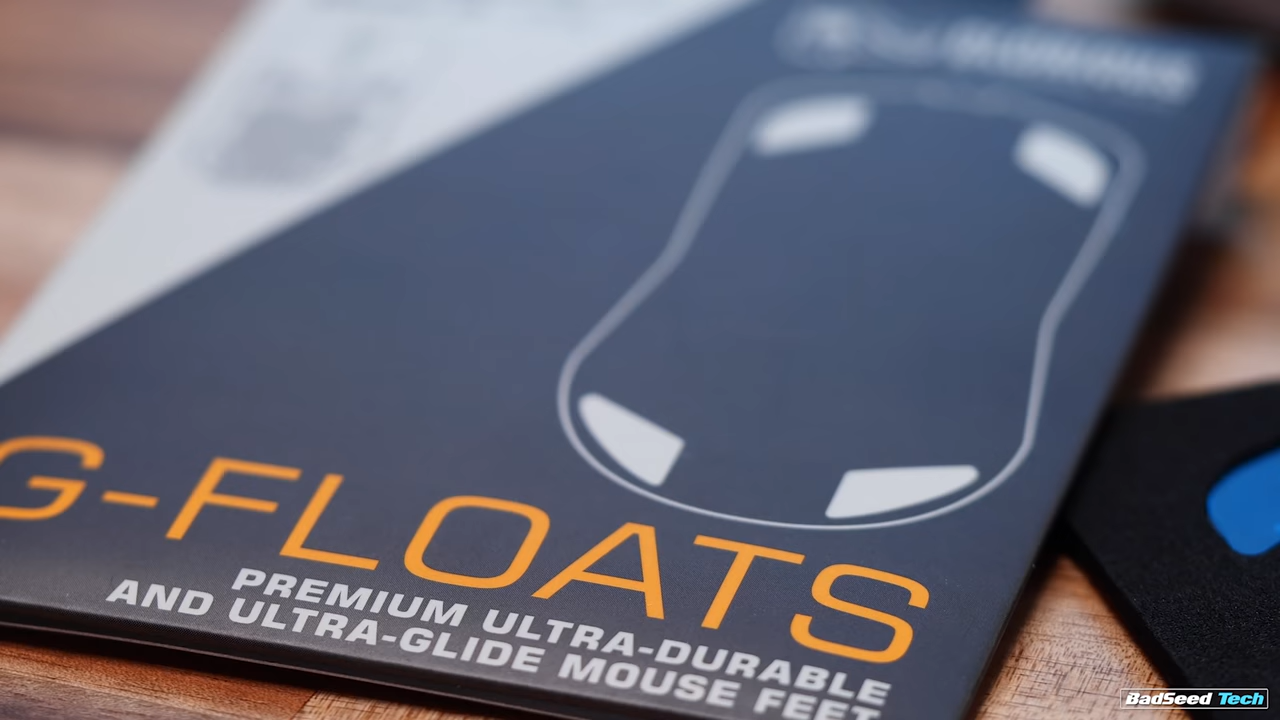 G-FLOATS
PREMIUM ULTRA-DURABLE
AND ULTRA-GLIDE MOUSE FEET
BadSeed Tech